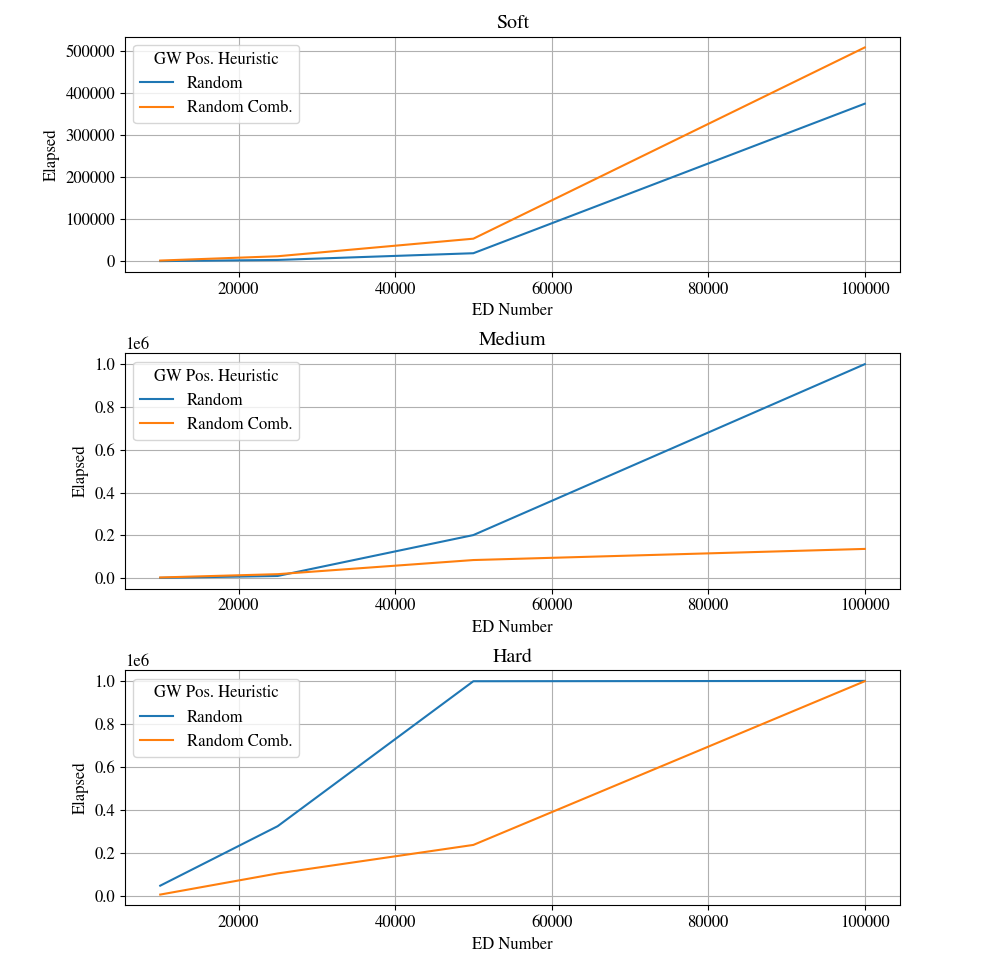 Soft
GW Pos. Heuristic
Random
Random Comb.
500000
400000
300000
200000
100000
0
Elapsed
20000 40000 60000 80000 100000
ED Number
Medium
1e6
GW Pos. Heuristic
Random
Random Comb.
1.0
0.8
0.6
0.4
0.2
0.0
Elapsed
20000 40000 60000 80000 100000
ED Number
Hard
1e6
GW Pos. Heuristic
Random
Random Comb.
1.0
0.8
0.6
0.4
0.2
0.0
Elapsed
20000 40000 60000 80000 100000
ED Number